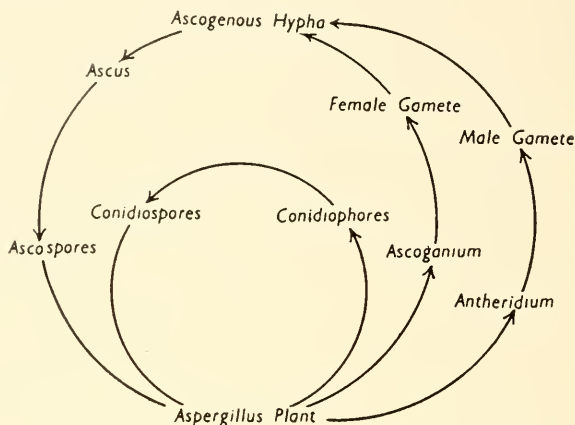 Ascogenous Hypha
Ascus
Female Gamete
Male Gamete
Conidiospores
Conidiophores
Ascospores
Ascoganium
Antheridium
Aspergillus Plant